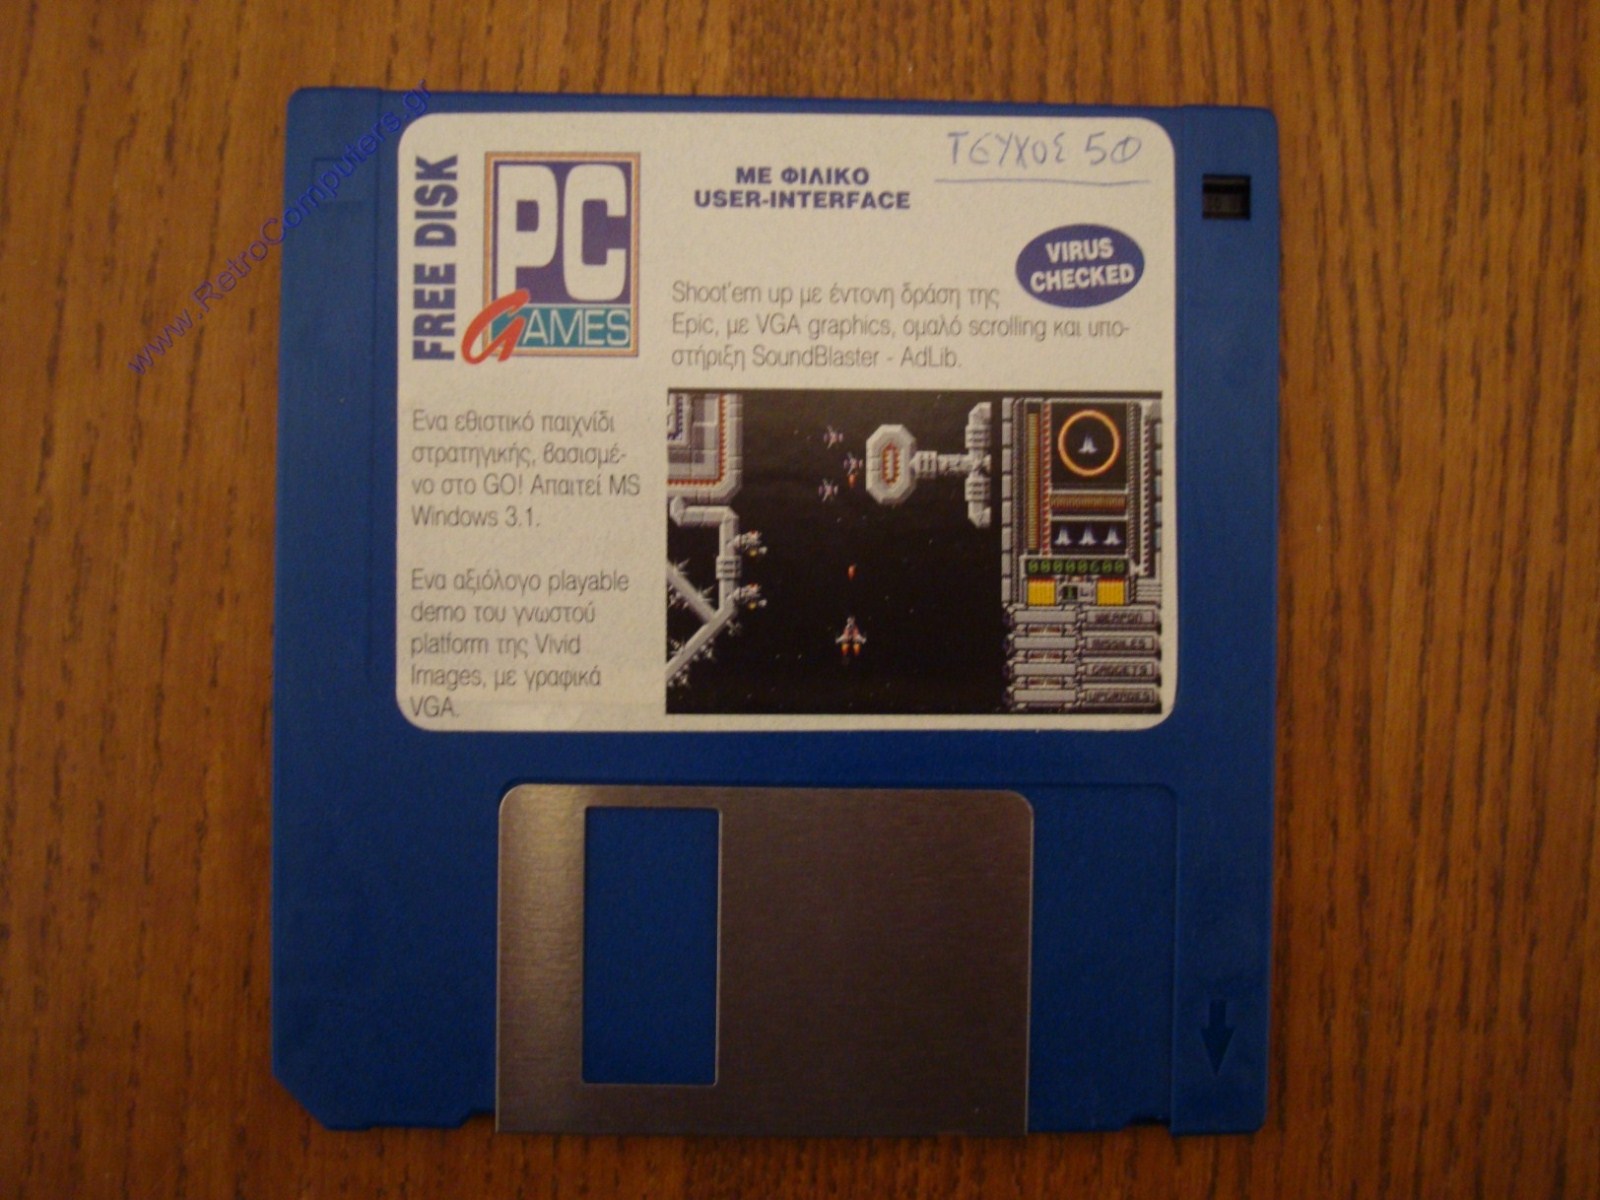 www.RetroComputers.gr
FREE DISK
PC
GAMES
ΜΕ ΦΙΛΙΚΟ
USER-INTERFACE
ΤΕΥΧΟΣ 50
VIRUS
CHECKED
Shoot'em up με έντονη δράση της
Epic, με VGA graphics, ομαλό scrolling και υπο-
στήριξη SoundBlaster - AdLib.
Ενα εθιστικό παιχνίδι
στρατηγικής, βασισμέ-
νο στο GO! Απαιτεί MS
Windows 3.1.
Ενα αξιόλογο playable
demo του γνωστού
platform της Vivid
Images, με γραφικά
VGA.
00000600
1
WEAPON
MISSILES
GADGETS
UPGRADES